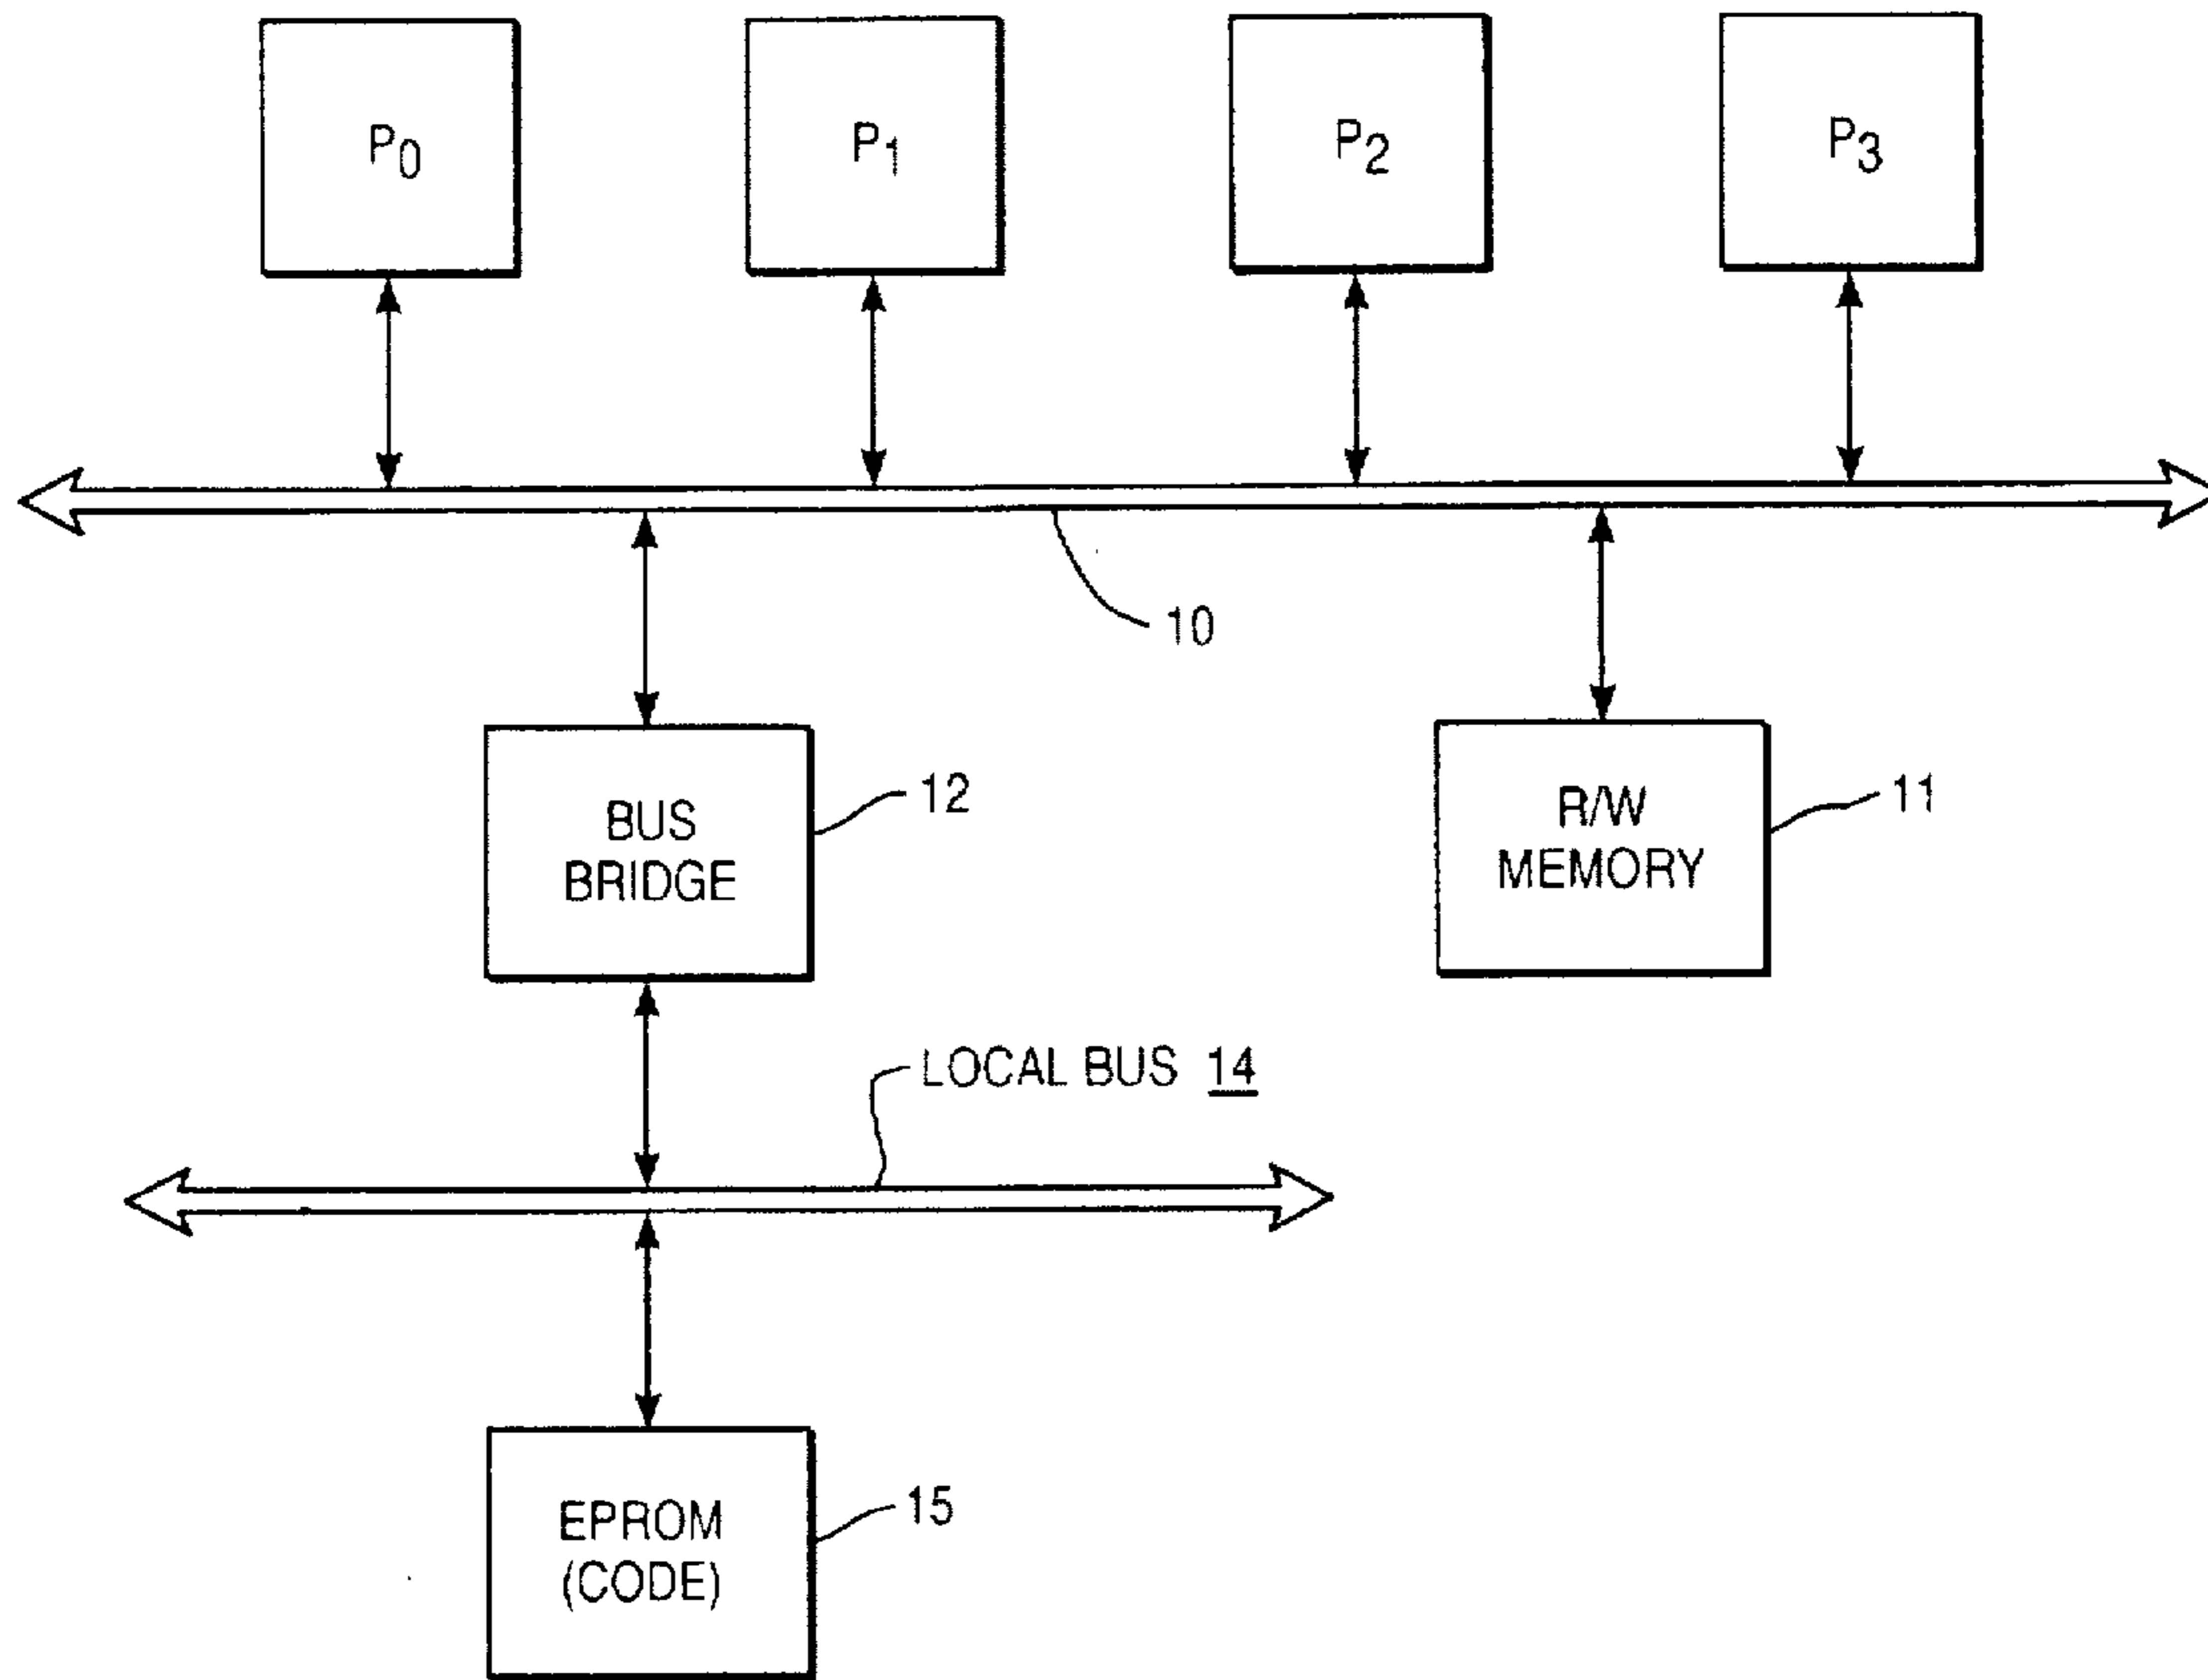 P0
P1
P2
P3
10
BUS
BRIDGE
12
R/W
MEMORY
11
LOCAL BUS 14
EPROM
(CODE)
15